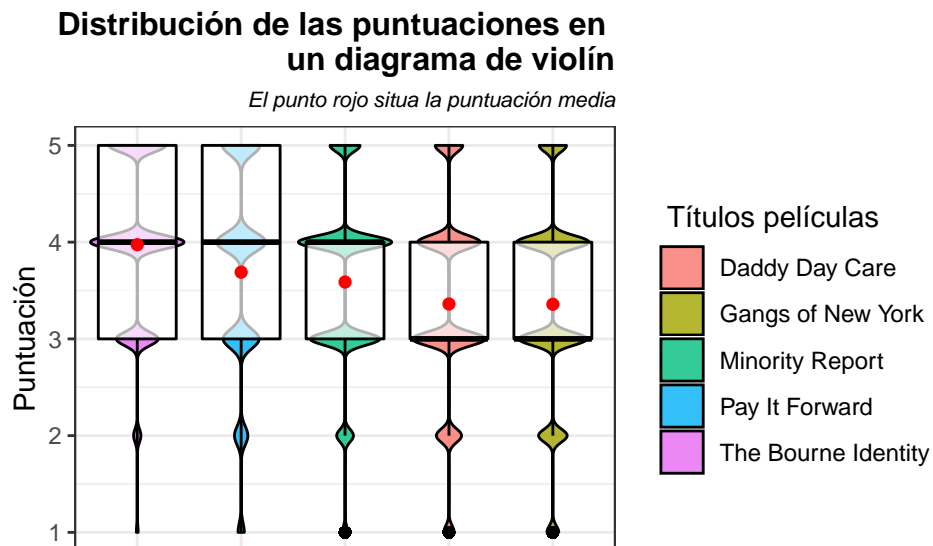 Distribución de las puntuaciones en
un diagrama de violín
El punto rojo situa la puntuación media
5
4
3
2
1
Puntuación
Títulos películas
Daddy Day Care
Gangs of New York
Minority Report
Pay It Forward
The Bourne Identity